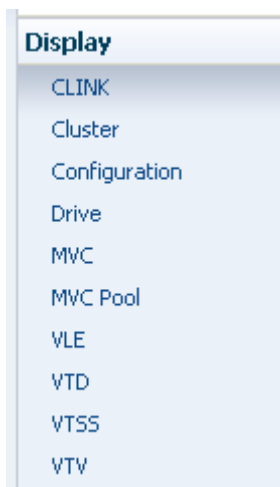 Display
CLINK
Cluster
Configuration
Drive
MVC
MVC Pool
VLE
VTD
VTSS
VTV